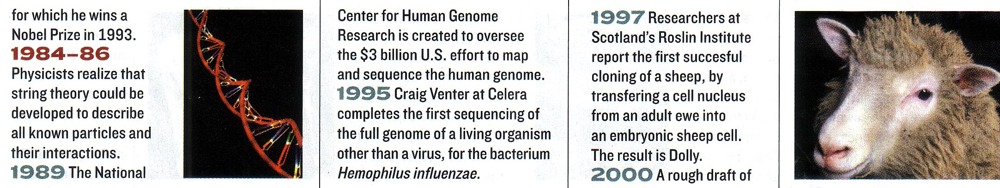 for which he wins a
Nobel Prize in 1993.
1984–86
Physicists realize that
string theory could be
developed to describe
all known particles and
their interactions.
1989 The National
Center for Human Genome
Research is created to oversee
the $3 billion U.S. effort to map
and sequence the human genome.
1995 Craig Venter at Celera
completes the first sequencing of
the full genome of a living organism
other than a virus, for the bacterium
Hemophilus influenzae.
1997 Researchers at
Scotland's Roslin Institute
report the first succesful
cloning of a sheep, by
transfering a cell nucleus
from an adult ewe into
an embryonic sheep cell.
The result is Dolly.
2000 A rough draft of